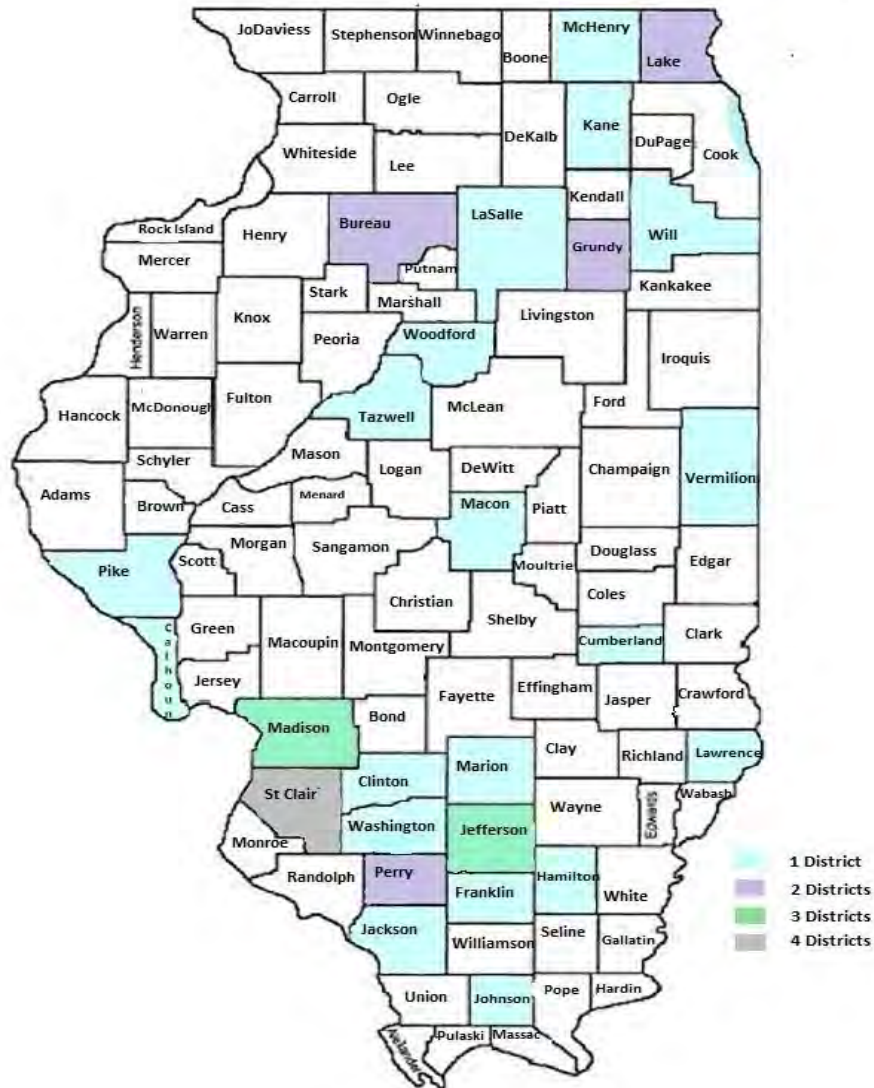 JoDaviess
Stephenson
Winnebago
Boone
McHenry
Lake
Carroll
Ogle
DeKalb
Kane
DuPage
Cook
Whiteside
Lee
Kendall
LaSalle
Rock Island
Henry
Bureau
Putnam
Grundy
Will
Mercer
Kankakee
Stark
Marshall
Livingston
Henderson
Warren
Knox
Peoria
Woodford
Iroquis
Hancock
McDonough
Fulton
Tazwell
McLean
Ford
Schyler
Mason
Logan
DeWitt
Champaign
Vermilion
Adams
Brown
Cass
Menard
Macon
Piatt
Pike
Scott
Morgan
Sangamon
Moultrie
Douglass
Edgar
Christian
Coles
Calhoun
Green
Macoupin
Montgomery
Shelby
Cumberland
Clark
Jersey
Fayette
Effingham
Jasper
Crawford
Madison
Bond
Clay
Richland
Lawrence
Marion
St Clair
Clinton
Wayne
Edwards
Wabash
Washington
Jefferson
Monroe
Randolph
Perry
Franklin
Hamilton
White
Jackson
Williamson
Seline
Gallatin
Union
Johnson
Pope
Hardin
Pulaski
Massac
1 District
2 Districts
3 Districts
4 Districts